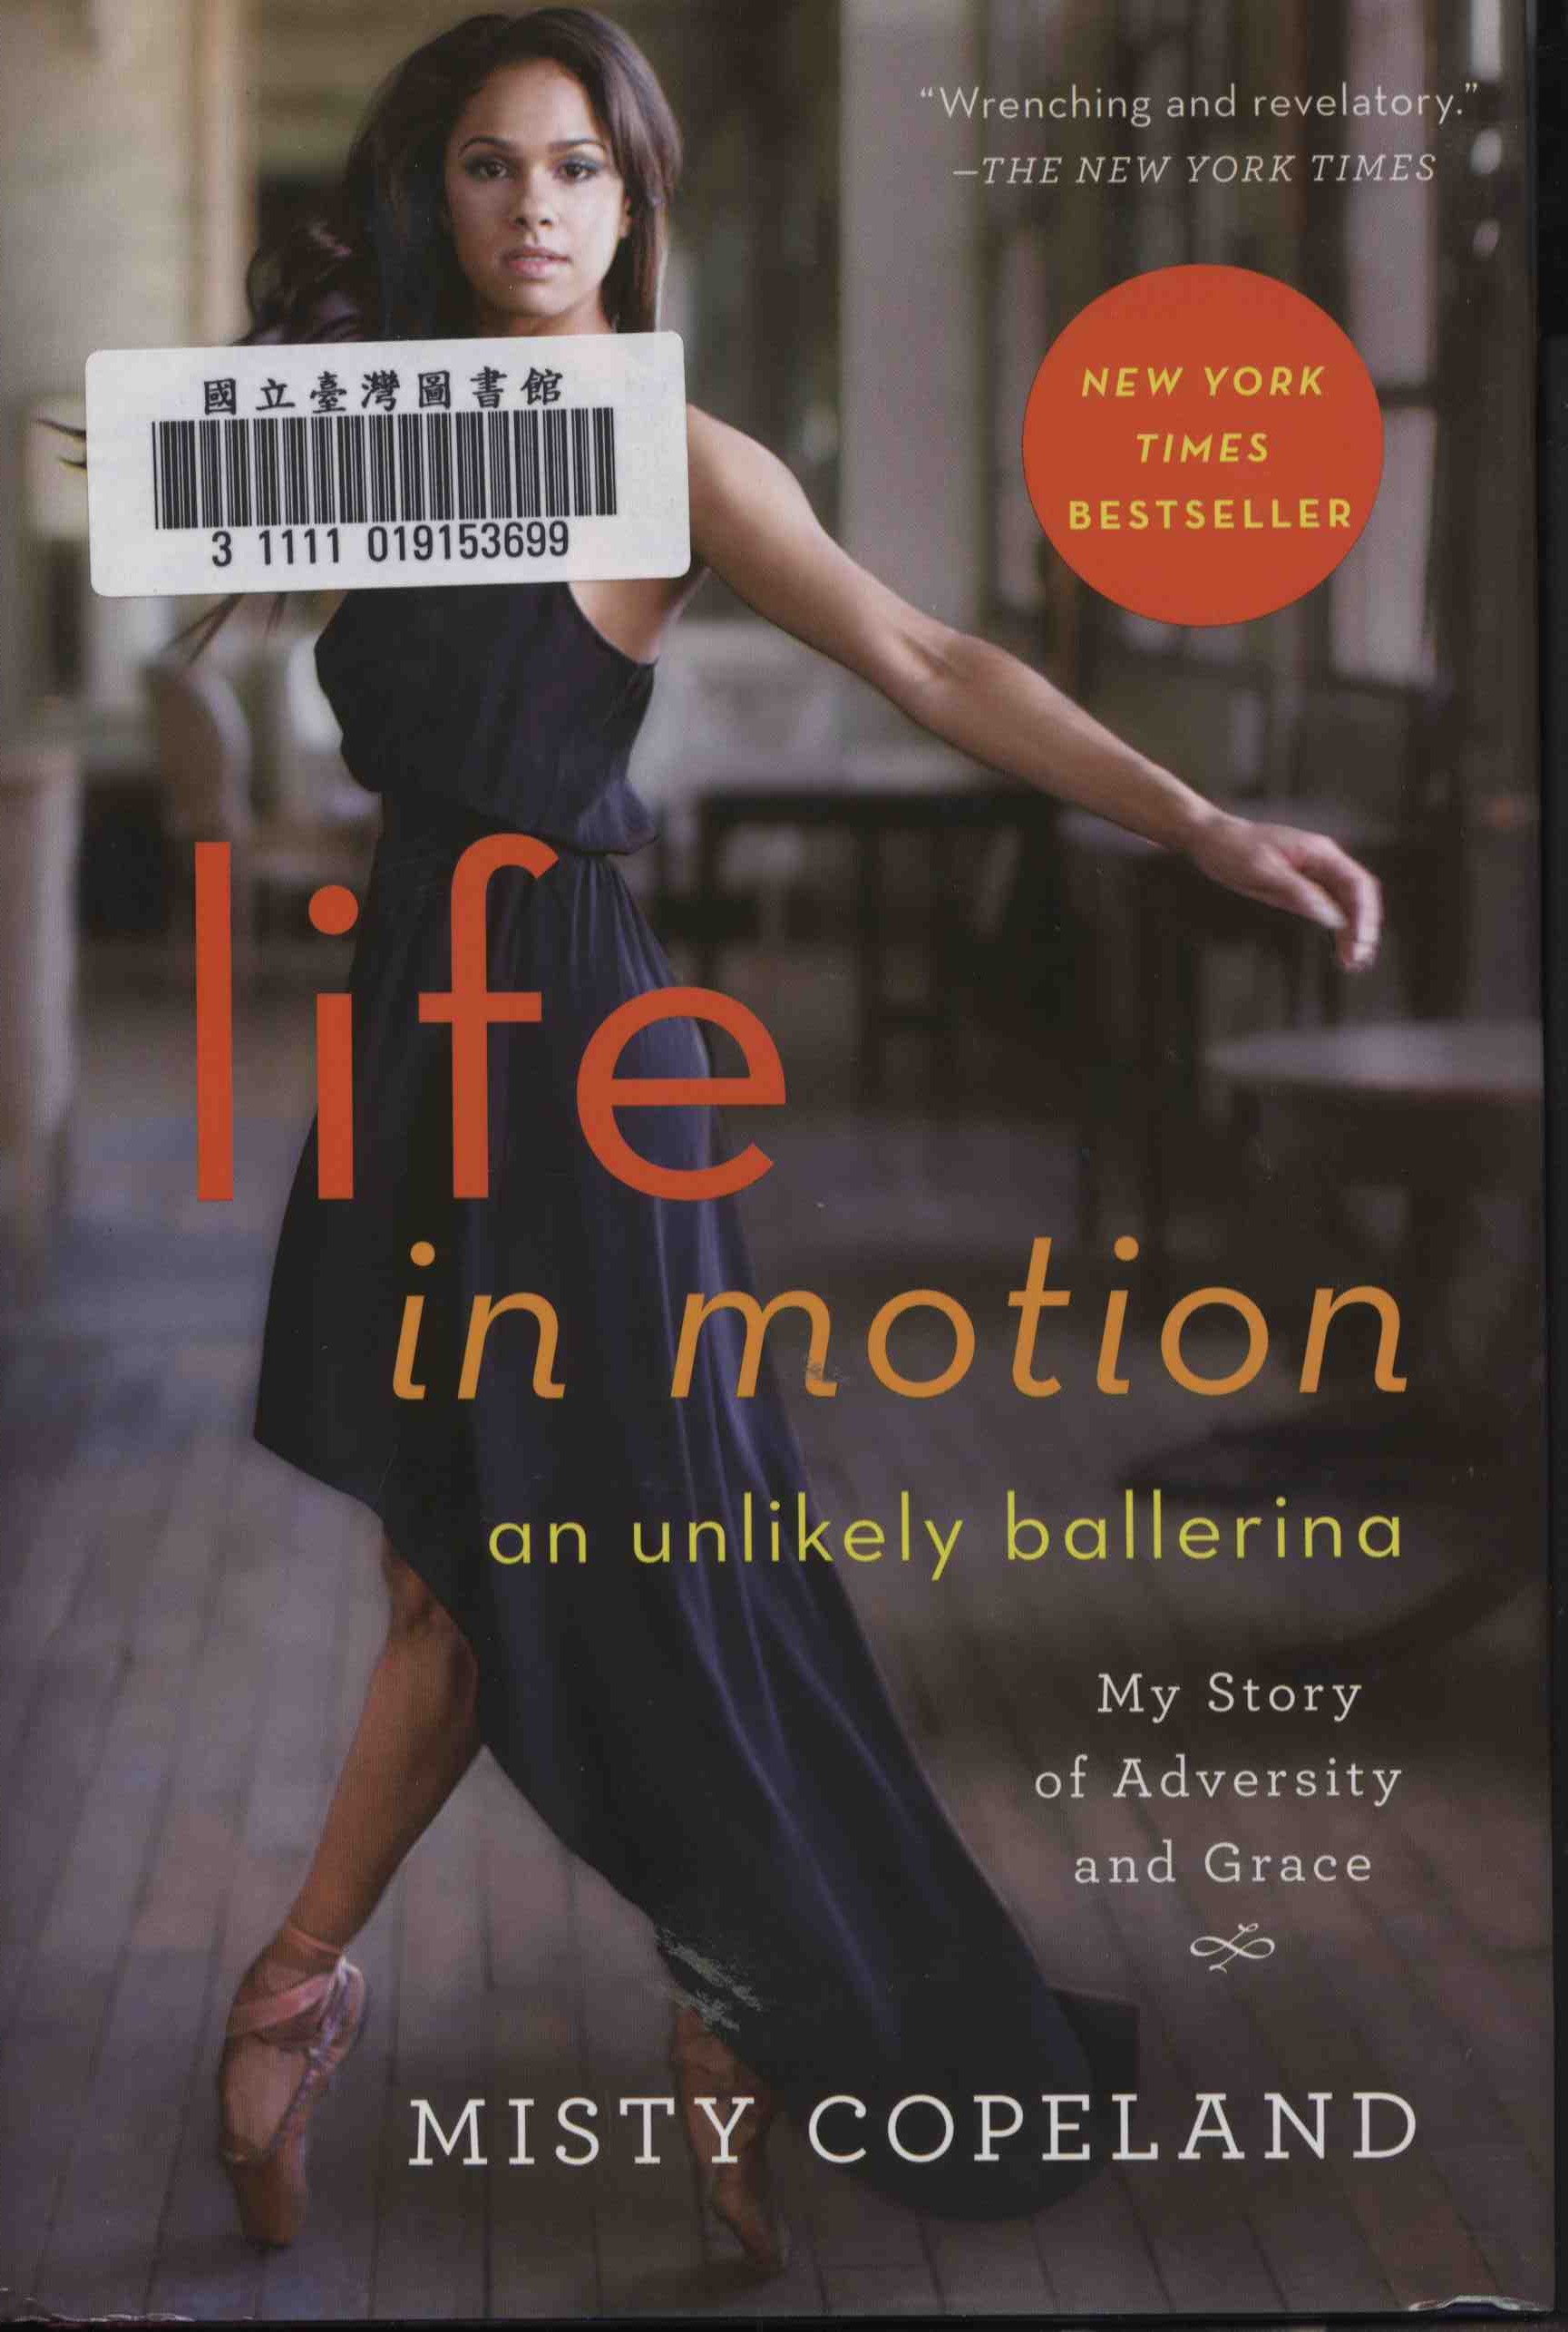 “Wrenching and revelatory.”
—THE NEW YORK TIMES
國立臺灣圖書館
3 1111 019153699
NEW YORK
TIMES
BESTSELLER
life
in motion
an unlikely ballerina
My Story
of Adversity
and Grace
MISTY COPELAND